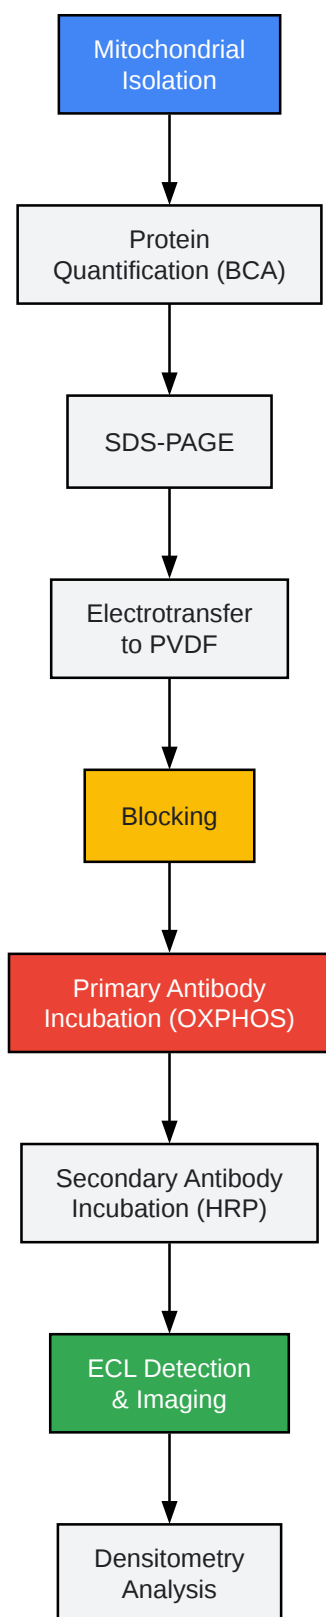 Mitochondrial
Isolation
Protein
Quantification (BCA)
SDS-PAGE
Electrotransfer
to PVDF
Blocking
Primary Antibody
Incubation (OXPHOS)
Secondary Antibody
Incubation (HRP)
ECL Detection
& Imaging
Densitometry
Analysis